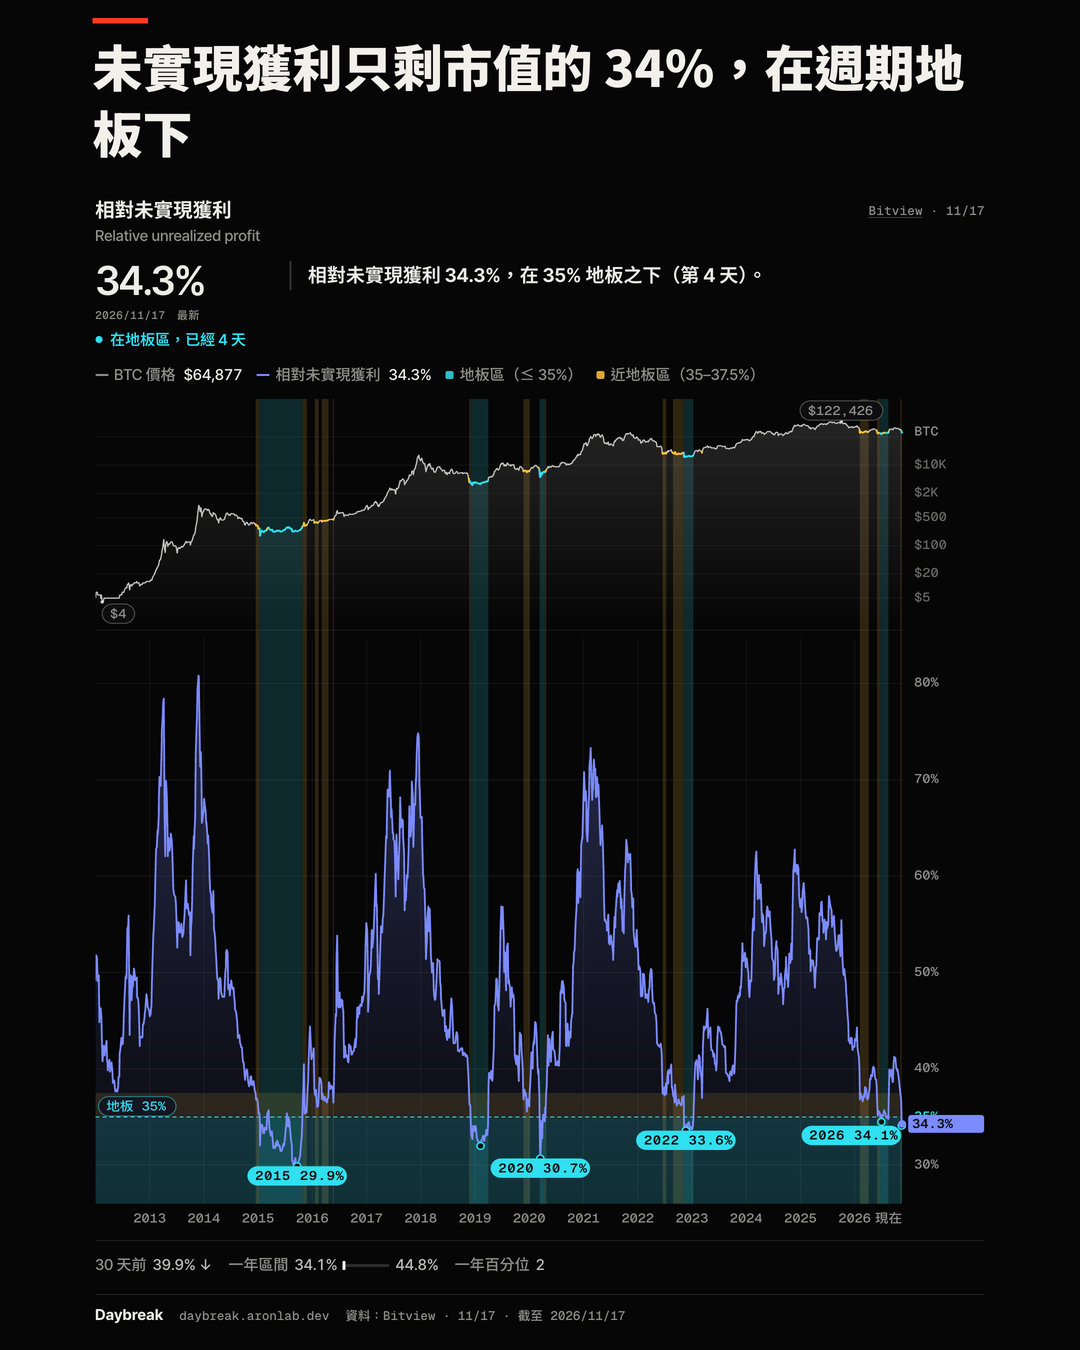 未實現獲利只剩市值的 34%，在週期地
板下
相對未實現獲利
Bitview · 11/17
Relative unrealized profit
34.3%
相對未實現獲利 34.3%，在 35% 地板之下（第 4 天）。
2026/11/17 最新
在地板區，已經 4 天
BTC 價格 $64,877 相對未實現獲利 34.3% 地板區（≤ 35%） 近地板區（35–37.5%）
$122,426
BTC
$10K
$2K
$500
$100
$20
$5
$4
80%
70%
60%
50%
40%
地板 35%
35%
34.3%
2022 33.6%
2026 34.1%
30%
2020 30.7%
2015 29.9%
2013 2014 2015 2016 2017 2018 2019 2020 2021 2022 2023 2024 2025 2026 現在
30 天前 39.9% ↓ 一年區間 34.1% 44.8% 一年百分位 2
Daybreak daybreak.aronlab.dev 資料：Bitview · 11/17 · 截至 2026/11/17